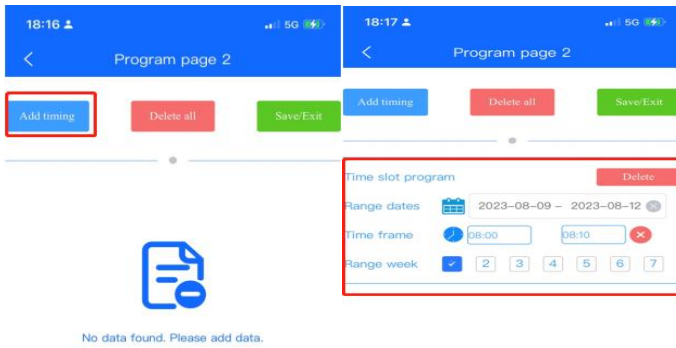 18:16
5G
Program page 2
Add timing
Delete all
Save/Exit
No data found. Please add data.
18:17
5G
Program page 2
Add timing
Delete all
Save/Exit
Time slot program
Delete
Range dates
2023-08-09 - 2023-08-12
Time frame
08:00
08:10
Range week
2 3 4 5 6 7